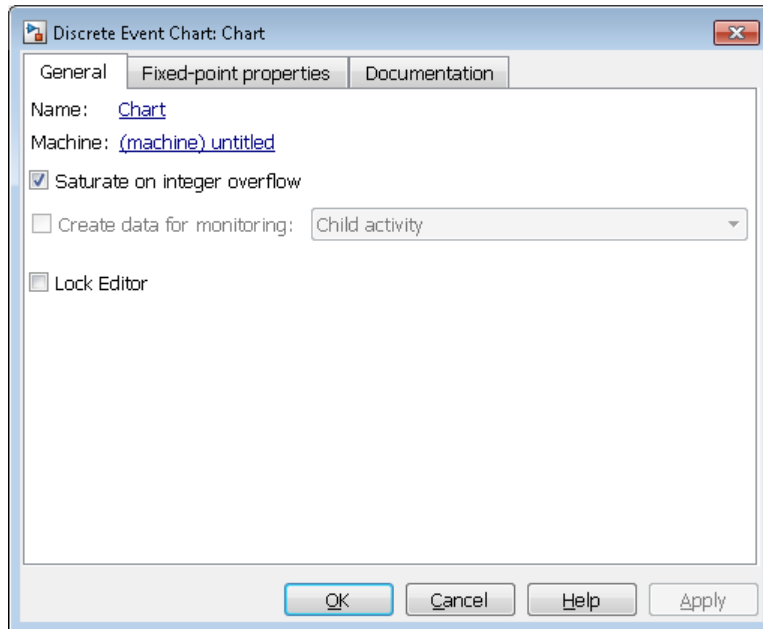 Discrete Event Chart: Chart
General Fixed-point properties Documentation
Name: Chart
Machine: (machine) untitled
Saturate on integer overflow
Create data for monitoring: Child activity
Lock Editor
OK Cancel Help Apply